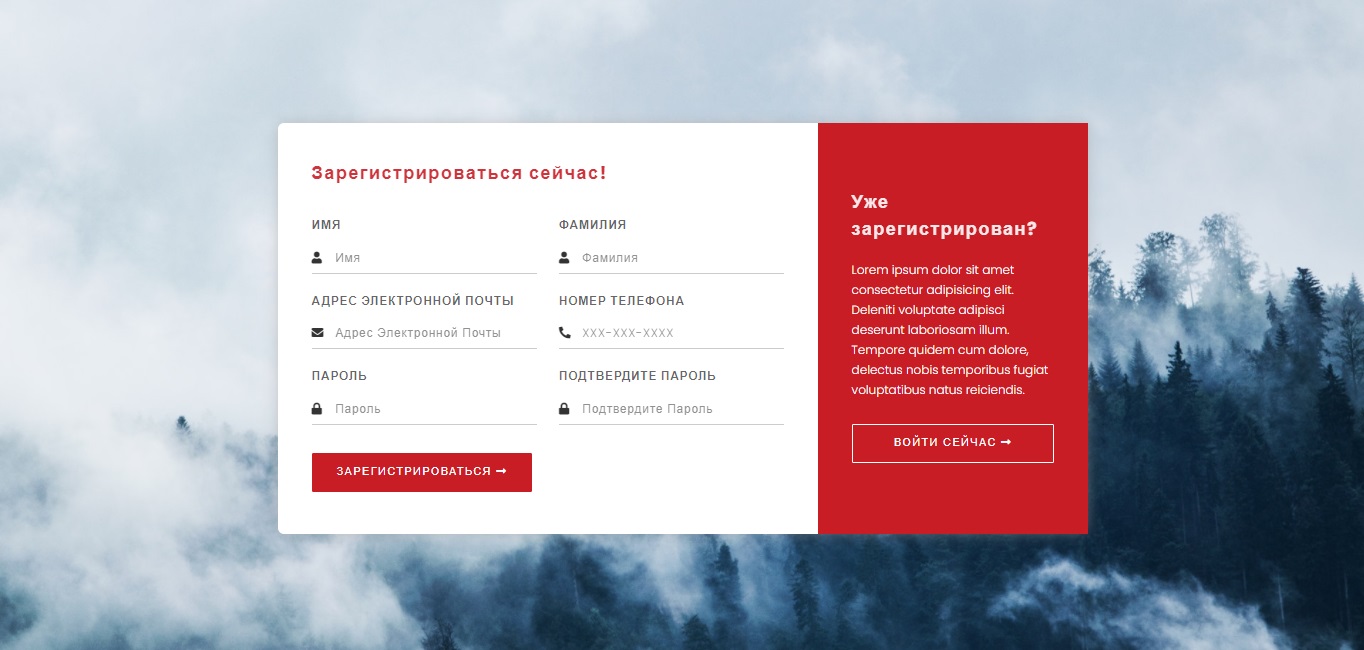 Зарегистрироваться сейчас!
ИМЯ
Имя
ФАМИЛИЯ
Фамилия
АДРЕС ЭЛЕКТРОННОЙ ПОЧТЫ
Адрес Электронной Почты
НОМЕР ТЕЛЕФОНА
XXX-XXX-XXXX
ПАРОЛЬ
Пароль
ПОДТВЕРДИТЕ ПАРОЛЬ
Подтвердите Пароль
ЗАРЕГИСТРИРОВАТЬСЯ
Уже
зарегистрирован?
Lorem ipsum dolor sit amet
consectetur adipisicing elit.
Deleniti voluptate adipisci
deserunt laboriosam illum.
Tempore quidem cum dolore,
delectus nobis temporibus fugiat
voluptatibus natus reiciendis.
ВОЙТИ СЕЙЧАС